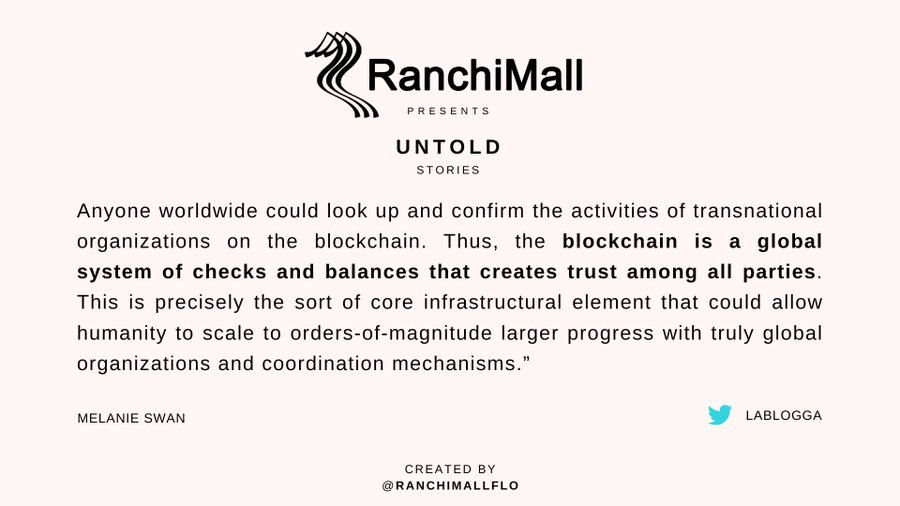 RanchiMall
PRESENTS
UNTOLD
STORIES
Anyone worldwide could look up and confirm the activities of transnational
organizations on the blockchain. Thus, the blockchain is a global
system of checks and balances that creates trust among all parties.
This is precisely the sort of core infrastructural element that could allow
humanity to scale to orders-of-magnitude larger progress with truly global
organizations and coordination mechanisms.”
MELANIE SWAN
LABLOGGA
CREATED BY
@RANCHIMALLFLO